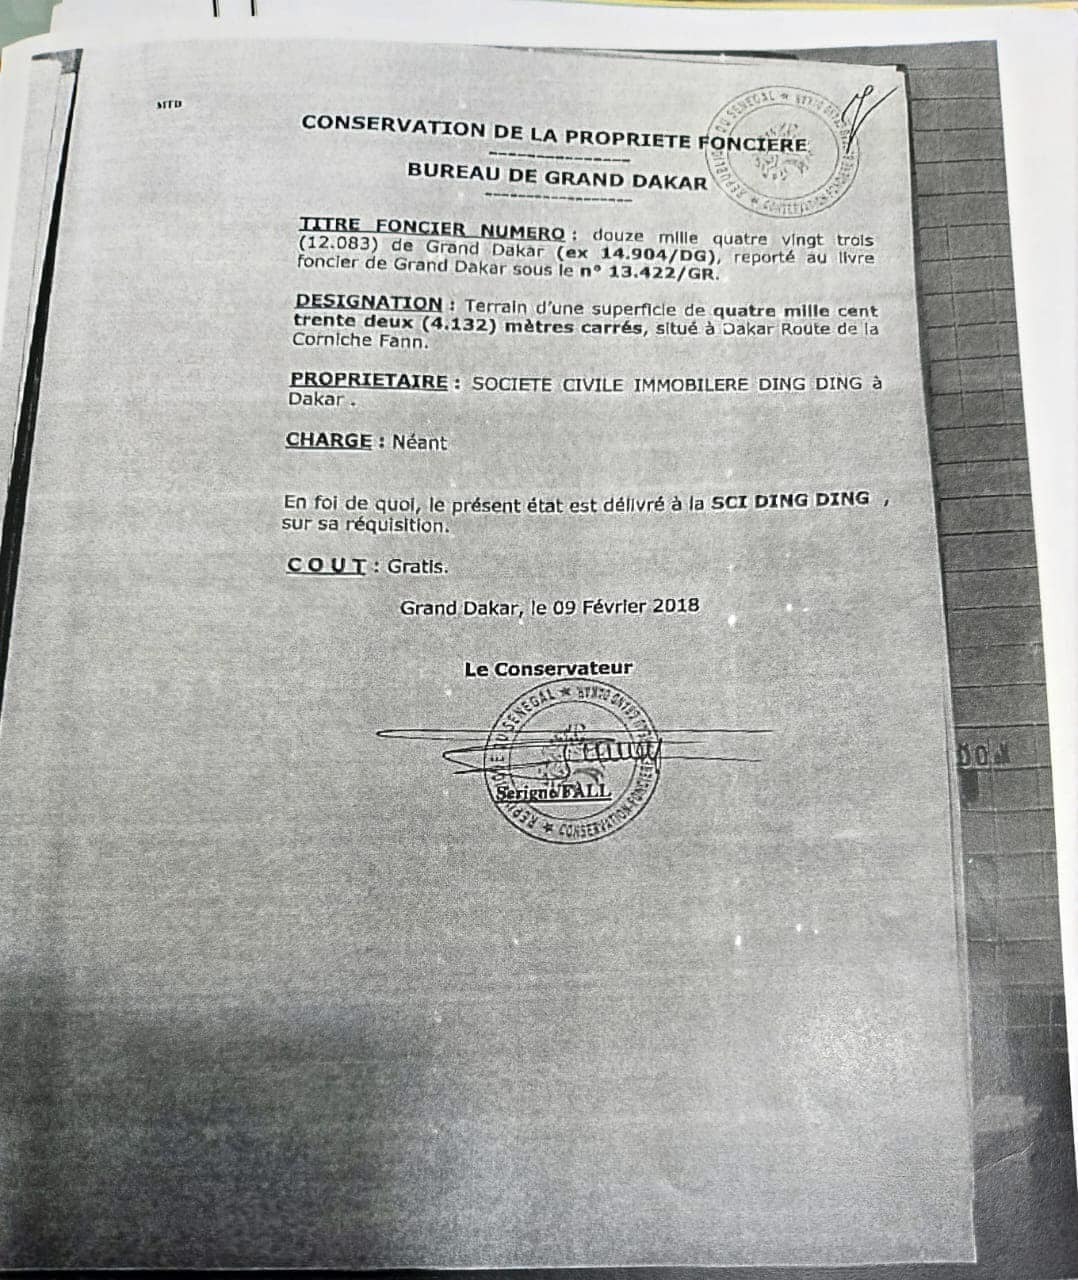 MTD
CONSERVATION DE LA PROPRIETE FONCIERE
BUREAU DE GRAND DAKAR
TITRE FONCIER NUMERO : douze mille quatre vingt trois
(12.083) de Grand Dakar (ex 14.904/DG), reporté au livre
foncier de Grand Dakar sous le n° 13.422/GR.
DESIGNATION : Terrain d'une superficie de quatre mille cent
trente deux (4.132) mètres carrés, situé à Dakar Route de la
Corniche Fann.
PROPRIETAIRE : SOCIETE CIVILE IMMOBILERE DING DING à
Dakar .
CHARGE : Néant
En foi de quoi, le présent état est délivré à la SCI DING DING ,
sur sa réquisition.
C O U T : Gratis.
Grand Dakar, le 09 Février 2018
Le Conservateur
Serigne FALL